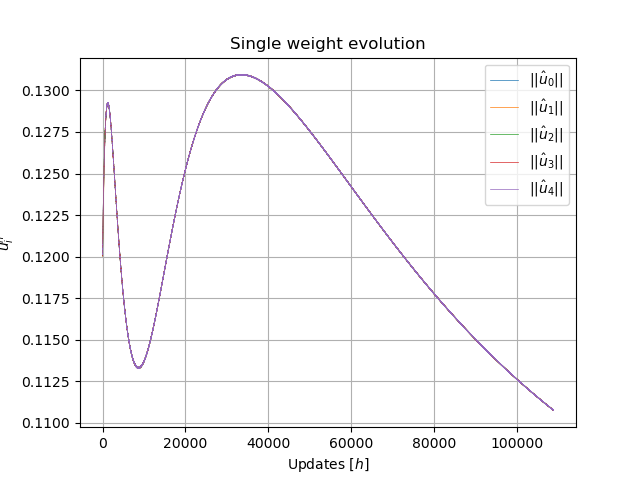 Single weight evolution
0.1300
0.1275
0.1250
0.1225
0.1200
0.1175
0.1150
0.1125
0.1100
0
20000
40000
60000
80000
100000
Updates [h]
||û₀||
||û₁||
||û₂||
||û₃||
||û₄||